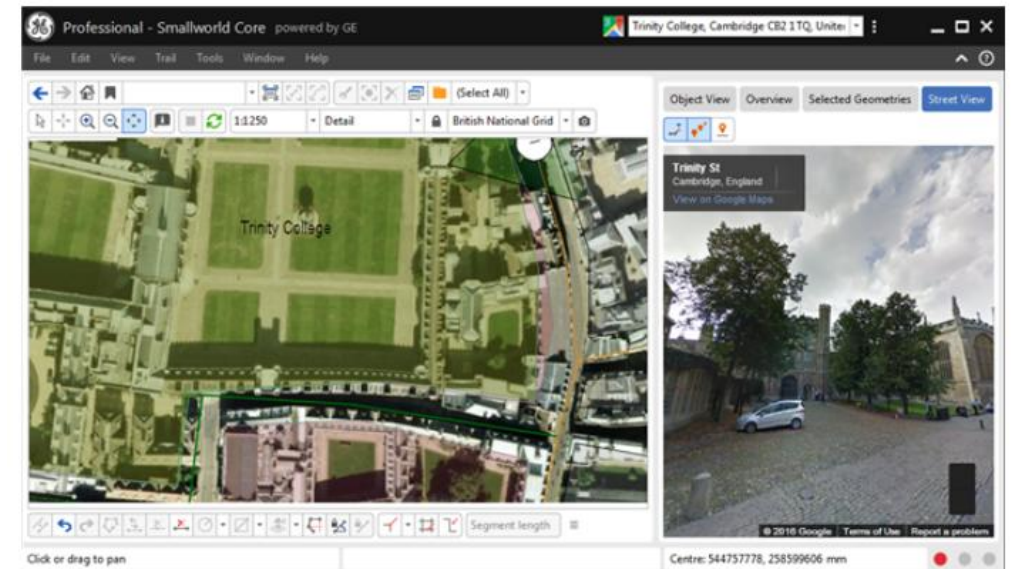 Professional - Smallworld Core powered by GE
Trinity College, Cambridge CB2 1TQ, Unite
File Edit View Trail Tools Window Help
(Select All)
1:1250 Detail British National Grid
Object View Overview Selected Geometries Street View
Trinity St
Cambridge, England
View on Google Maps
Trinity College
© 2016 Google Terms of Use Report a problem
Segment length
Click or drag to pan
Centre: 544757778, 258599606 mm